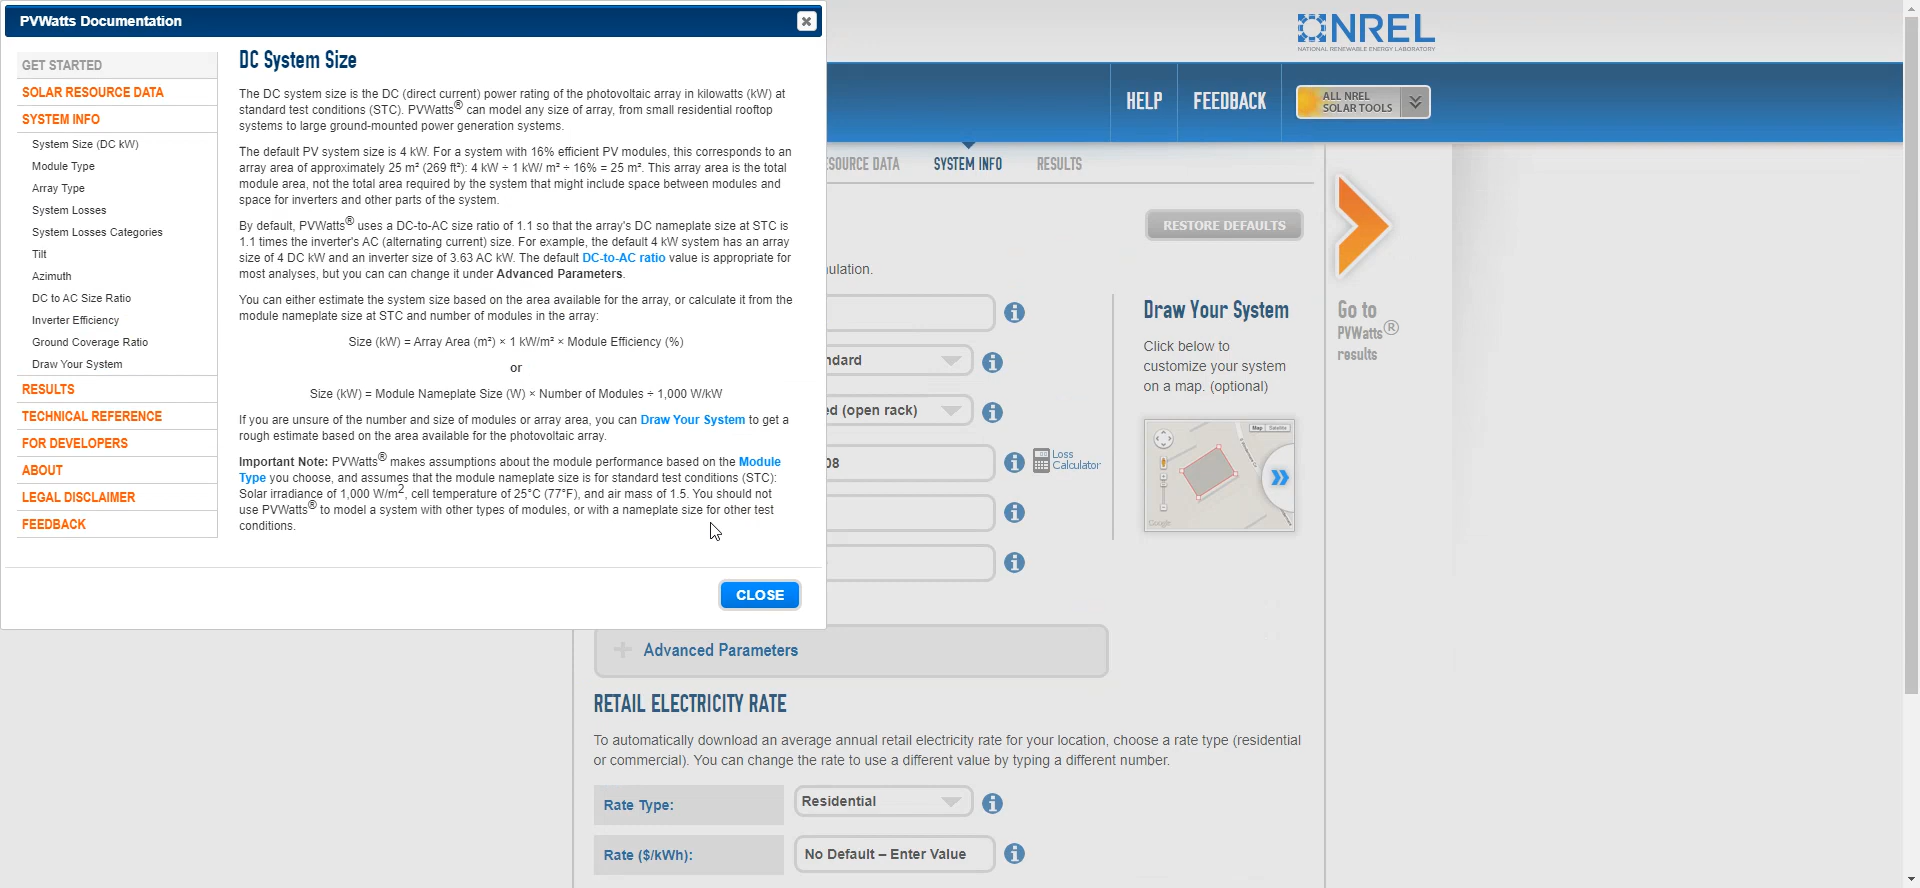 PVWatts Documentation
GET STARTED
SOLAR RESOURCE DATA
SYSTEM INFO
System Size (DC kW)
Module Type
Array Type
System Losses
System Losses Categories
Tilt
Azimuth
DC to AC Size Ratio
Inverter Efficiency
Ground Coverage Ratio
Draw Your System
RESULTS
TECHNICAL REFERENCE
FOR DEVELOPERS
ABOUT
LEGAL DISCLAIMER
FEEDBACK
DC System Size
The DC system size is the DC (direct current) power rating of the photovoltaic array in kilowatts (kW) at
standard test conditions (STC). PVWatts® can model any size of array, from small residential rooftop
systems to large ground-mounted power generation systems.
The default PV system size is 4 kW. For a system with 16% efficient PV modules, this corresponds to an
array area of approximately 25 m² (269 ft²): 4 kW ÷ 1 kW/ m² ÷ 16% = 25 m². This array area is the total
module area, not the total area required by the system that might include space between modules and
space for inverters and other parts of the system.
By default, PVWatts® uses a DC-to-AC size ratio of 1.1 so that the array's DC nameplate size at STC is
1.1 times the inverter's AC (alternating current) size. For example, the default 4 kW system has an array
size of 4 DC kW and an inverter size of 3.63 AC kW. The default DC-to-AC ratio value is appropriate for
most analyses, but you can can change it under Advanced Parameters.
You can either estimate the system size based on the area available for the array, or calculate it from the
module nameplate size at STC and number of modules in the array:
Size (kW) = Array Area (m²) × 1 kW/m² × Module Efficiency (%)
or
Size (kW) = Module Nameplate Size (W) × Number of Modules ÷ 1,000 W/kW
If you are unsure of the number and size of modules or array area, you can Draw Your System to get a
rough estimate based on the area available for the photovoltaic array.
Important Note: PVWatts® makes assumptions about the module performance based on the Module
Type you choose, and assumes that the module nameplate size is for standard test conditions (STC):
Solar irradiance of 1,000 W/m², cell temperature of 25°C (77°F), and air mass of 1.5. You should not
use PVWatts® to model a system with other types of modules, or with a nameplate size for other test
conditions.
CLOSE
NREL
NATIONAL RENEWABLE ENERGY LABORATORY
HELP
FEEDBACK
ALL NREL
SOLAR TOOLS
SOURCE DATA
SYSTEM INFO
RESULTS
RESTORE DEFAULTS
ulation.
ndard
ed (open rack)
08
Loss
Calculator
Draw Your System
Click below to
customize your system
on a map. (optional)
Map
Satellite
Google
Go to
PVWatts®
results
Advanced Parameters
RETAIL ELECTRICITY RATE
To automatically download an average annual retail electricity rate for your location, choose a rate type (residential
or commercial). You can change the rate to use a different value by typing a different number.
Rate Type:
Residential
Rate ($/kWh):
No Default – Enter Value